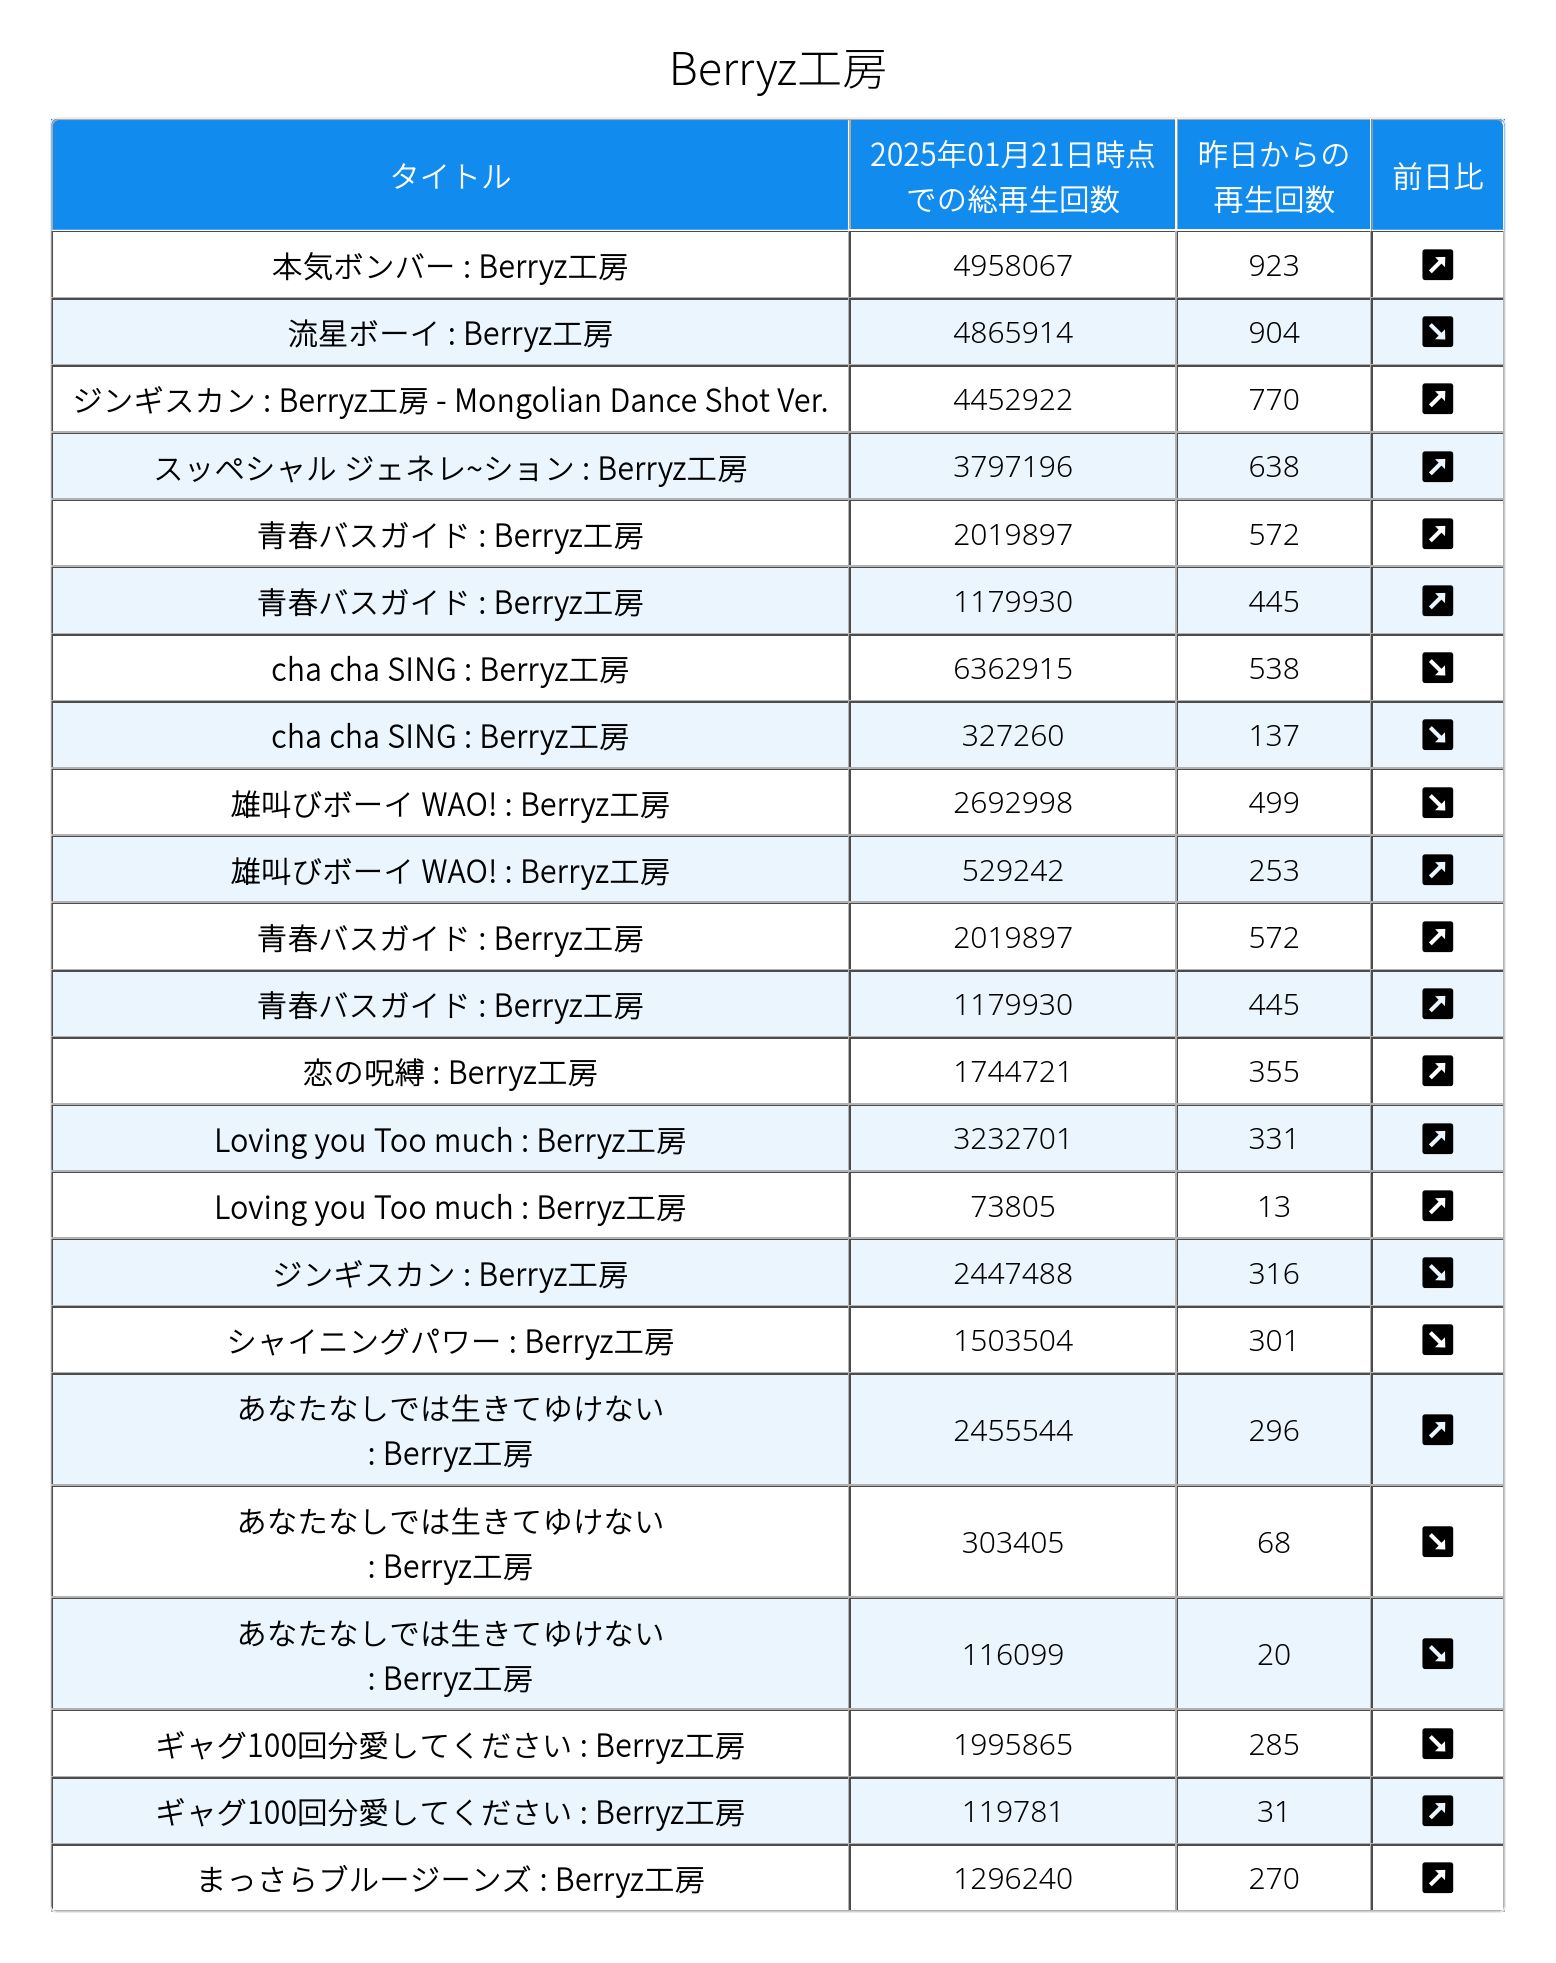 Berryz工房
タイトル
2025年01月21日時点
での総再生回数
昨日からの
再生回数
前日比
本気ボンバー : Berryz工房 4958067 923
流星ボーイ : Berryz工房 4865914 904
ジンギスカン : Berryz工房 - Mongolian Dance Shot Ver. 4452922 770
スッペシャル ジェネレ~ション : Berryz工房 3797196 638
青春バスガイド : Berryz工房 2019897 572
青春バスガイド : Berryz工房 1179930 445
cha cha SING : Berryz工房 6362915 538
cha cha SING : Berryz工房 327260 137
雄叫びボーイ WAO! : Berryz工房 2692998 499
雄叫びボーイ WAO! : Berryz工房 529242 253
青春バスガイド : Berryz工房 2019897 572
青春バスガイド : Berryz工房 1179930 445
恋の呪縛 : Berryz工房 1744721 355
Loving you Too much : Berryz工房 3232701 331
Loving you Too much : Berryz工房 73805 13
ジンギスカン : Berryz工房 2447488 316
シャイニングパワー : Berryz工房 1503504 301
あなたなしでは生きてゆけない
: Berryz工房 2455544 296
あなたなしでは生きてゆけない
: Berryz工房 303405 68
あなたなしでは生きてゆけない
: Berryz工房 116099 20
ギャグ100回分愛してください : Berryz工房 1995865 285
ギャグ100回分愛してください : Berryz工房 119781 31
まっさらブルージーンズ : Berryz工房 1296240 270